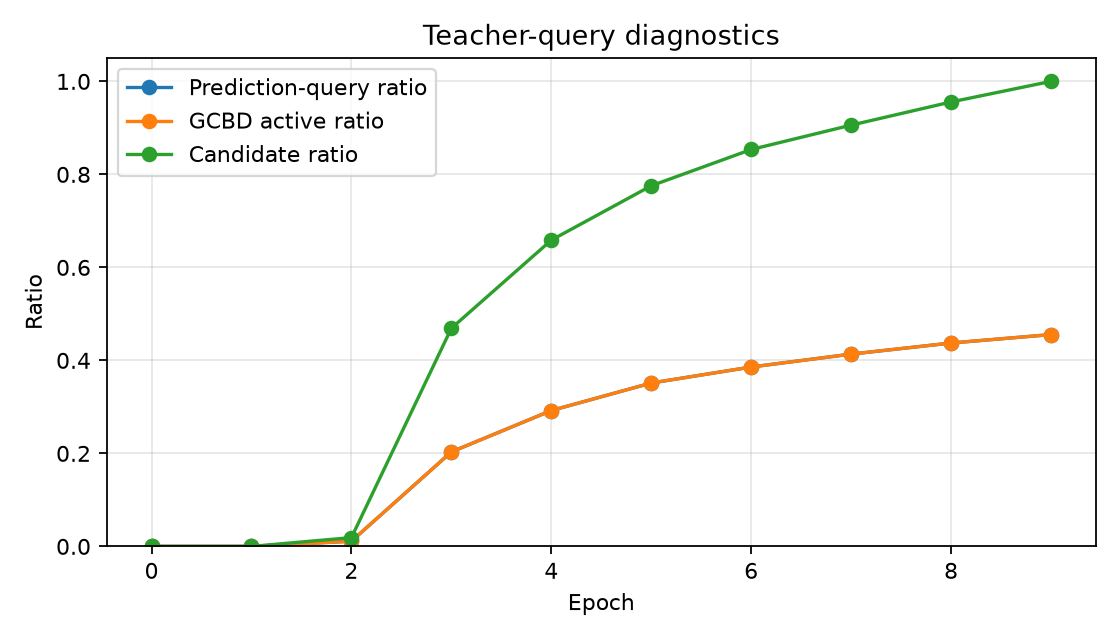 Teacher-query diagnostics
Prediction-query ratio
GCBD active ratio
Candidate ratio
1.0
0.8
0.6
0.4
0.2
0.0
Ratio
0 2 4 6 8
Epoch